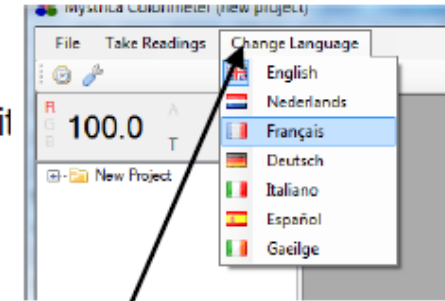 Mystrica Colorimeter (new project)
File Take Readings Change Language
English
it
Nederlands
R
G
B
100.0
A
T
Français
New Project
Deutsch
Italiano
Español
Gaeilge